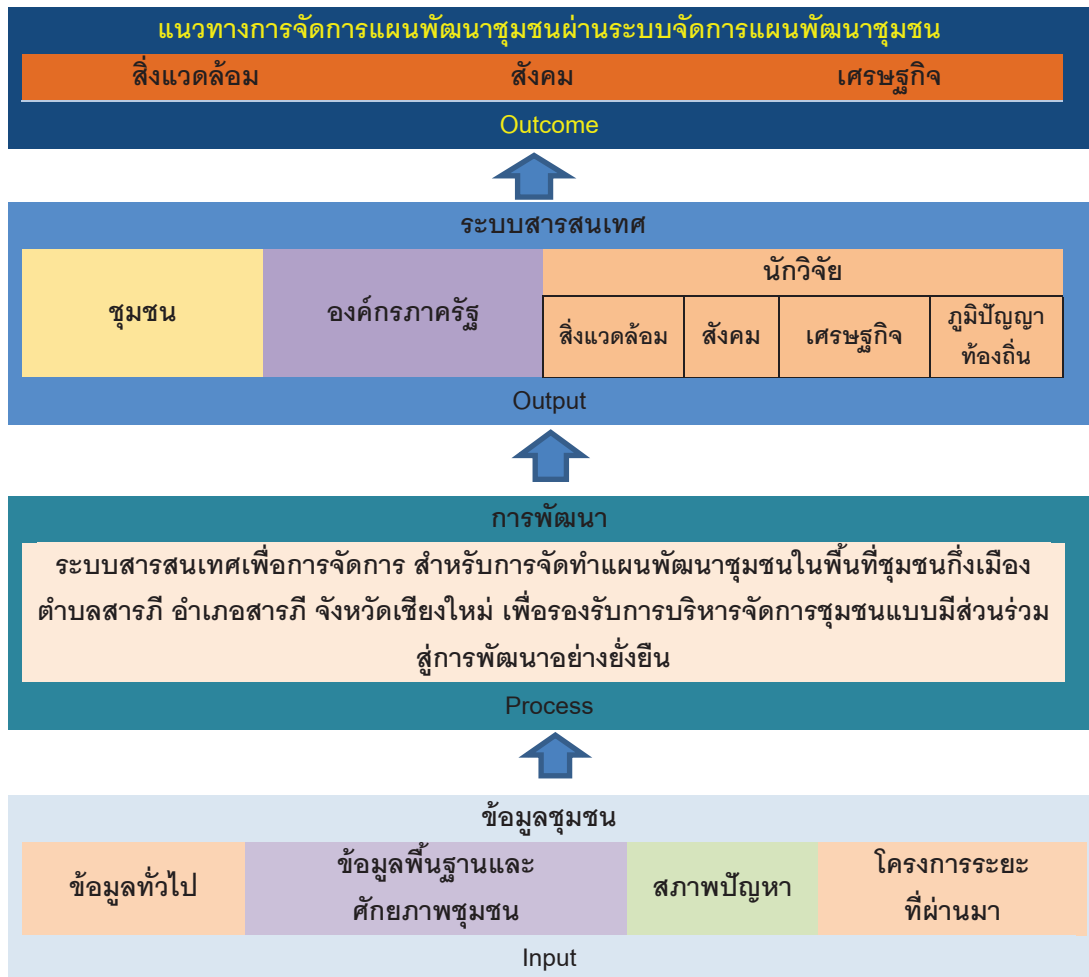 แนวทางการจัดการแผนพัฒนาชุมชนผ่านระบบจัดการแผนพัฒนาชุมชน
สิ่งแวดล้อม สังคม เศรษฐกิจ
Outcome
ระบบสารสนเทศ
ชุมชน องค์กรภาครัฐ นักวิจัย
สิ่งแวดล้อม สังคม เศรษฐกิจ ภูมิปัญญา
ท้องถิ่น
Output
การพัฒนา
ระบบสารสนเทศเพื่อการจัดการ สำหรับการจัดทำแผนพัฒนาชุมชนในพื้นที่ชุมชนกึ่งเมือง
ตำบลสารภี อำเภอสารภี จังหวัดเชียงใหม่ เพื่อรองรับการบริหารจัดการชุมชนแบบมีส่วนร่วม
สู่การพัฒนาอย่างยั่งยืน
Process
ข้อมูลชุมชน
ข้อมูลทั่วไป ข้อมูลพื้นฐานและ สภาพปัญหา โครงการระยะ
ศักยภาพชุมชน ที่ผ่านมา
Input